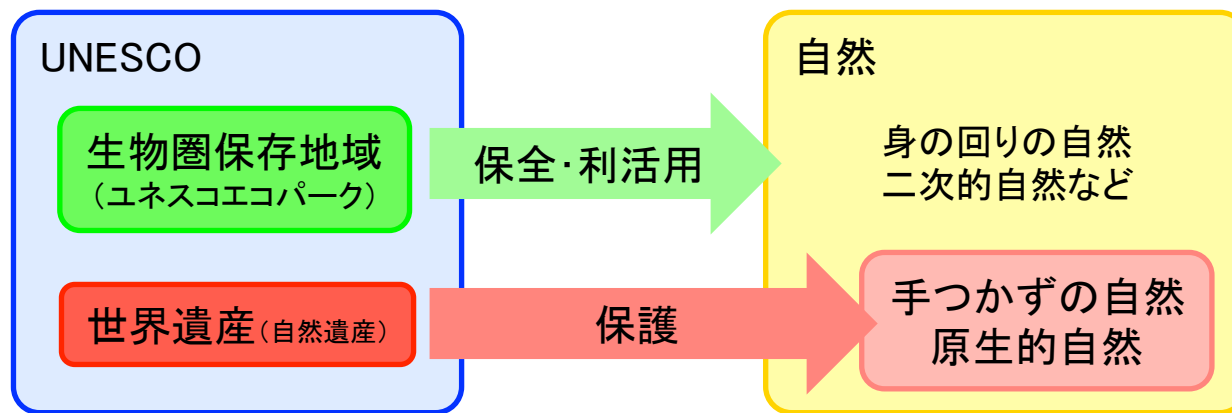 UNESCO
生物圏保存地域
（ユネスコエコパーク）
世界遺産（自然遺産）
保全・利活用
保護
自然
身の回りの自然
二次的自然など
手つかずの自然
原生的自然